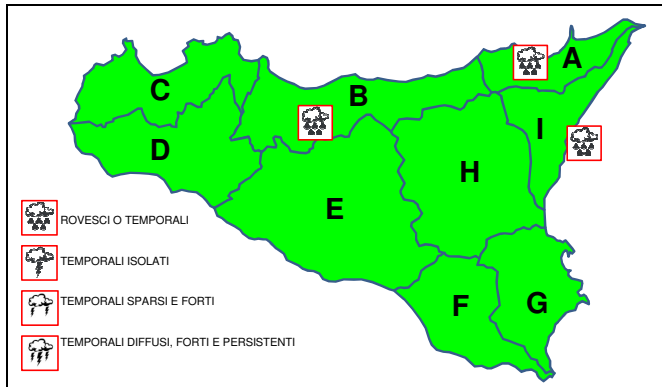 A
C
B
I
D
H
E
ROVESCI O TEMPORALI
TEMPORALI ISOLATI
TEMPORALI SPARSI E FORTI
F
G
TEMPORALI DIFFUSI, FORTI E PERSISTENTI